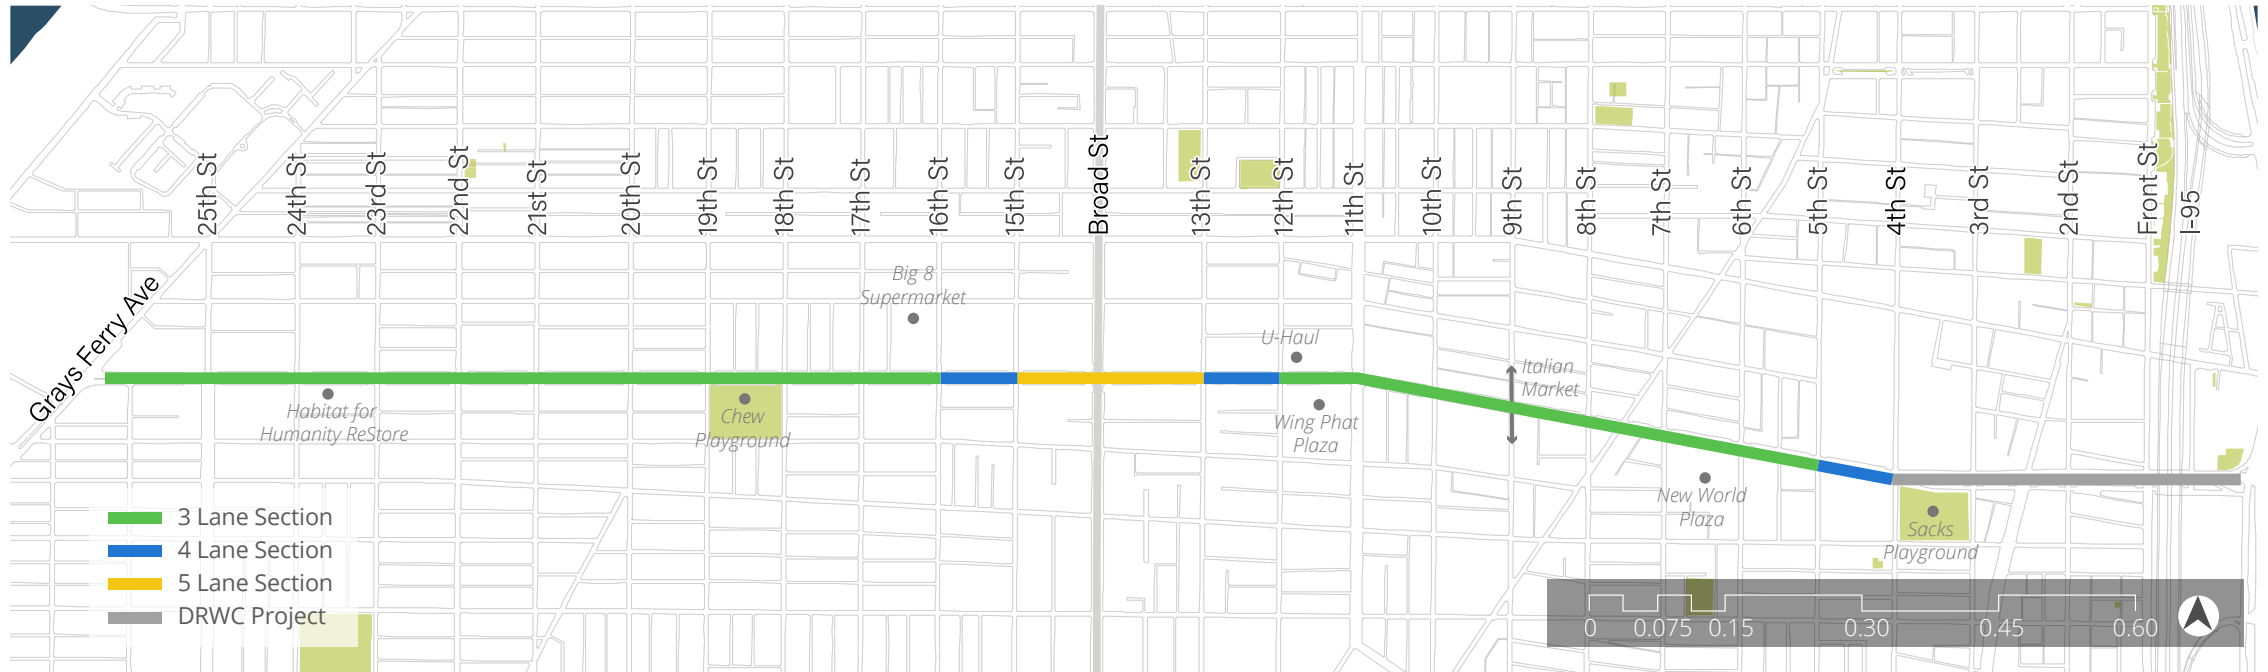 25th St
24th St
23rd St
22nd St
21st St
20th St
19th St
18th St
17th St
16th St
15th St
Broad St
13th St
12th St
11th St
10th St
9th St
8th St
7th St
6th St
5th St
4th St
3rd St
2nd St
Front St
I-95
Grays Ferry Ave
Big 8
Supermarket
U-Haul
Italian
Market
Habitat for
Humanity ReStore
Chew
Playground
Wing Phat
Plaza
New World
Plaza
Sacks
Playground
3 Lane Section
4 Lane Section
5 Lane Section
DRWC Project
0 0.075 0.15 0.30 0.45 0.60